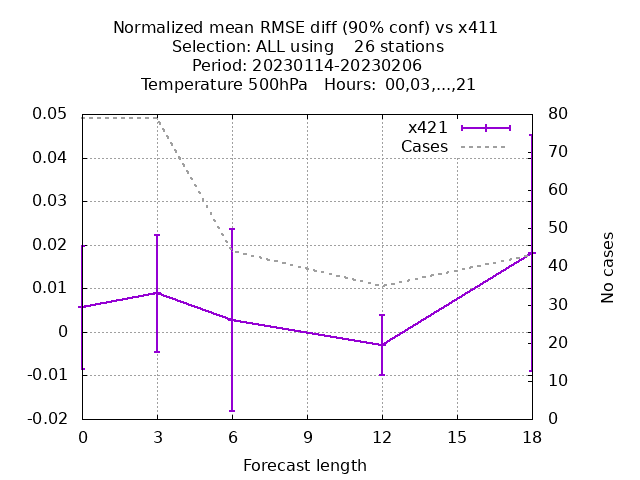 Normalized mean RMSE diff (90% conf) vs x411
Selection: ALL using    26 stations
Period: 20230114-20230206
Temperature 500hPa   Hours: 00,03,...,21
x421
Cases
0.05
0.04
0.03
0.02
0.01
0
-0.01
-0.02
80
70
60
50
40
30
20
10
0
No cases
0 3 6 9 12 15 18
Forecast length